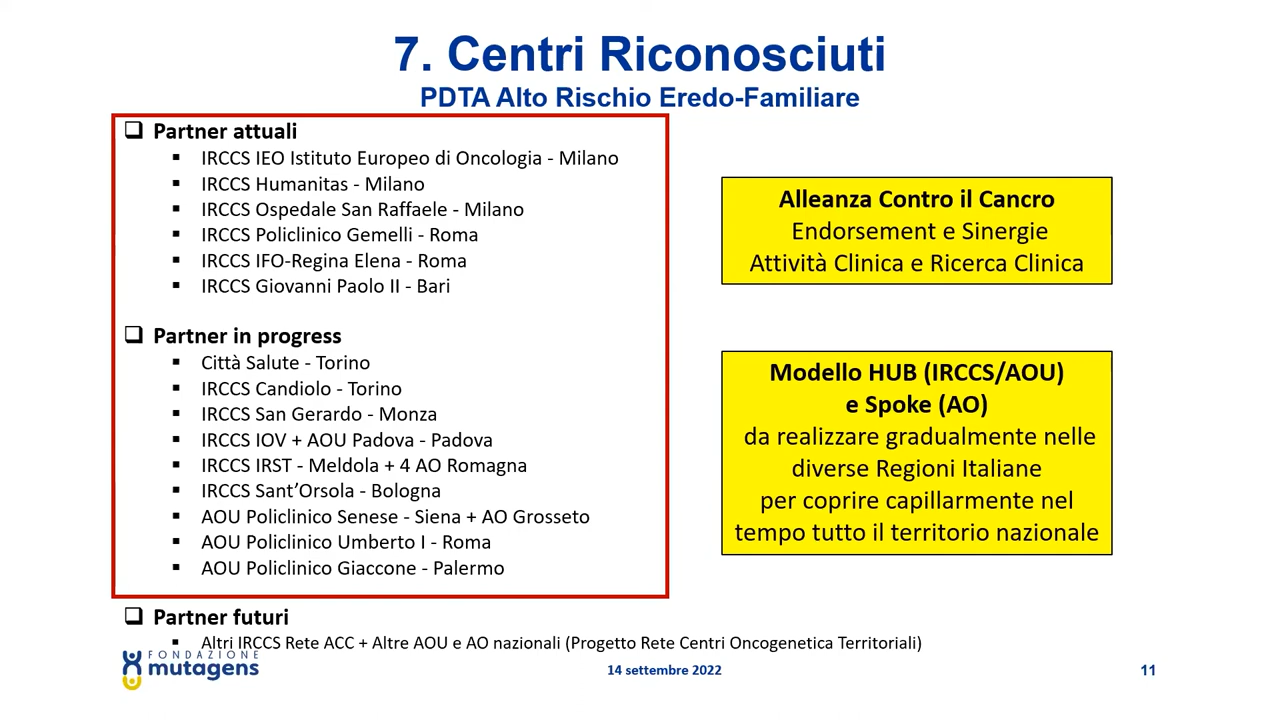 7. Centri Riconosciuti
PDTA Alto Rischio Eredo-Familiare
Partner attuali
IRCCS IEO Istituto Europeo di Oncologia - Milano
IRCCS Humanitas - Milano
IRCCS Ospedale San Raffaele - Milano
IRCCS Policlinico Gemelli - Roma
IRCCS IFO-Regina Elena - Roma
IRCCS Giovanni Paolo II - Bari
Partner in progress
Città Salute - Torino
IRCCS Candiolo - Torino
IRCCS San Gerardo - Monza
IRCCS IOV + AOU Padova - Padova
IRCCS IRST - Meldola + 4 AO Romagna
IRCCS Sant’Orsola - Bologna
AOU Policlinico Senese - Siena + AO Grosseto
AOU Policlinico Umberto I - Roma
AOU Policlinico Giaccone - Palermo
Partner futuri
Altri IRCCS Rete ACC + Altre AOU e AO nazionali (Progetto Rete Centri Oncogenetica Territoriali)
Alleanza Contro il Cancro
Endorsement e Sinergie
Attività Clinica e Ricerca Clinica
Modello HUB (IRCCS/AOU)
e Spoke (AO)
da realizzare gradualmente nelle
diverse Regioni Italiane
per coprire capillarmente nel
tempo tutto il territorio nazionale
FONDAZIONE
mutagens
14 settembre 2022
11